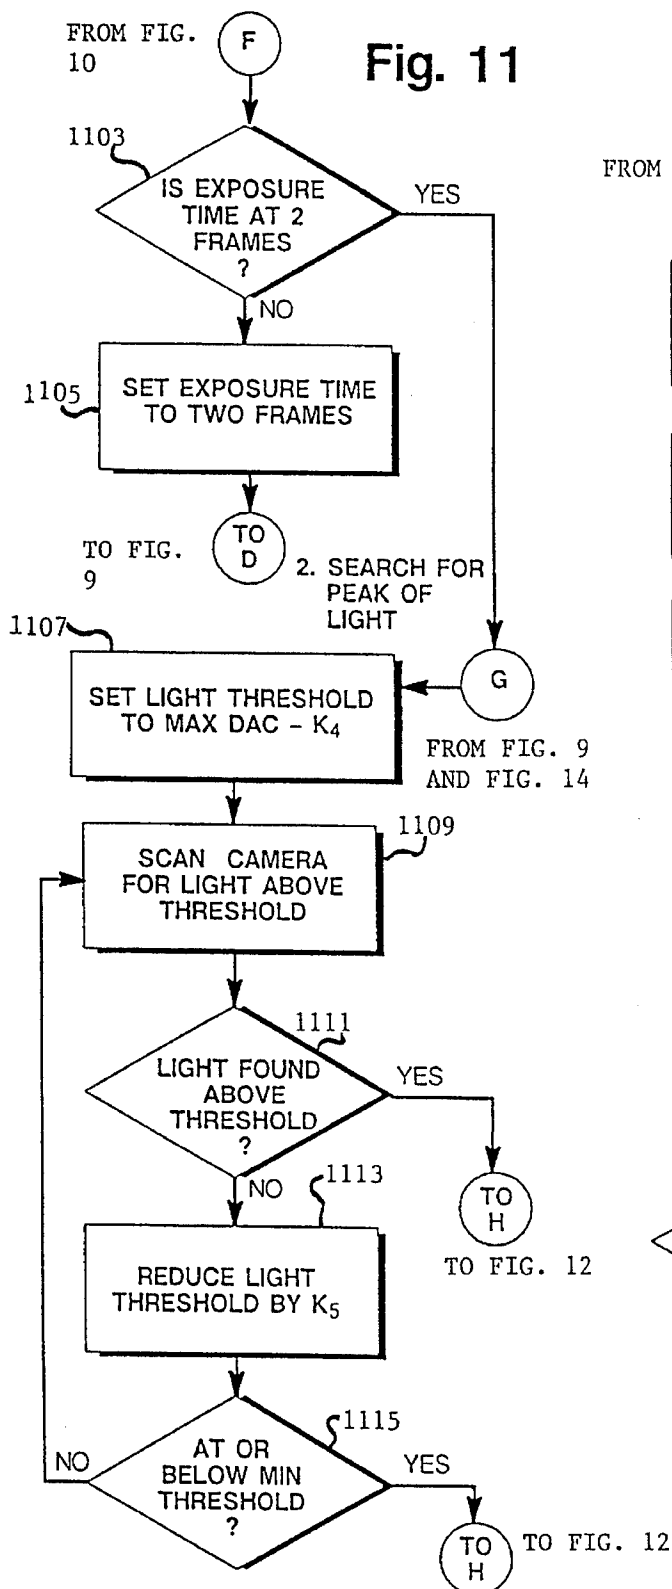 FROM FIG.
10
F
Fig. 11
1103
IS EXPOSURE
TIME AT 2
FRAMES
?
YES
FROM
NO
1105
SET EXPOSURE TIME
TO TWO FRAMES
TO
D
TO FIG.
9
2. SEARCH FOR
PEAK OF
LIGHT
1107
SET LIGHT THRESHOLD
TO MAX DAC – K4
G
FROM FIG. 9
AND FIG. 14
1109
SCAN CAMERA
FOR LIGHT ABOVE
THRESHOLD
1111
LIGHT FOUND
ABOVE
THRESHOLD
?
YES
NO
TO
H
TO FIG. 12
1113
REDUCE LIGHT
THRESHOLD BY K5
1115
AT OR
BELOW MIN
THRESHOLD
?
NO
YES
TO
H
TO FIG. 12